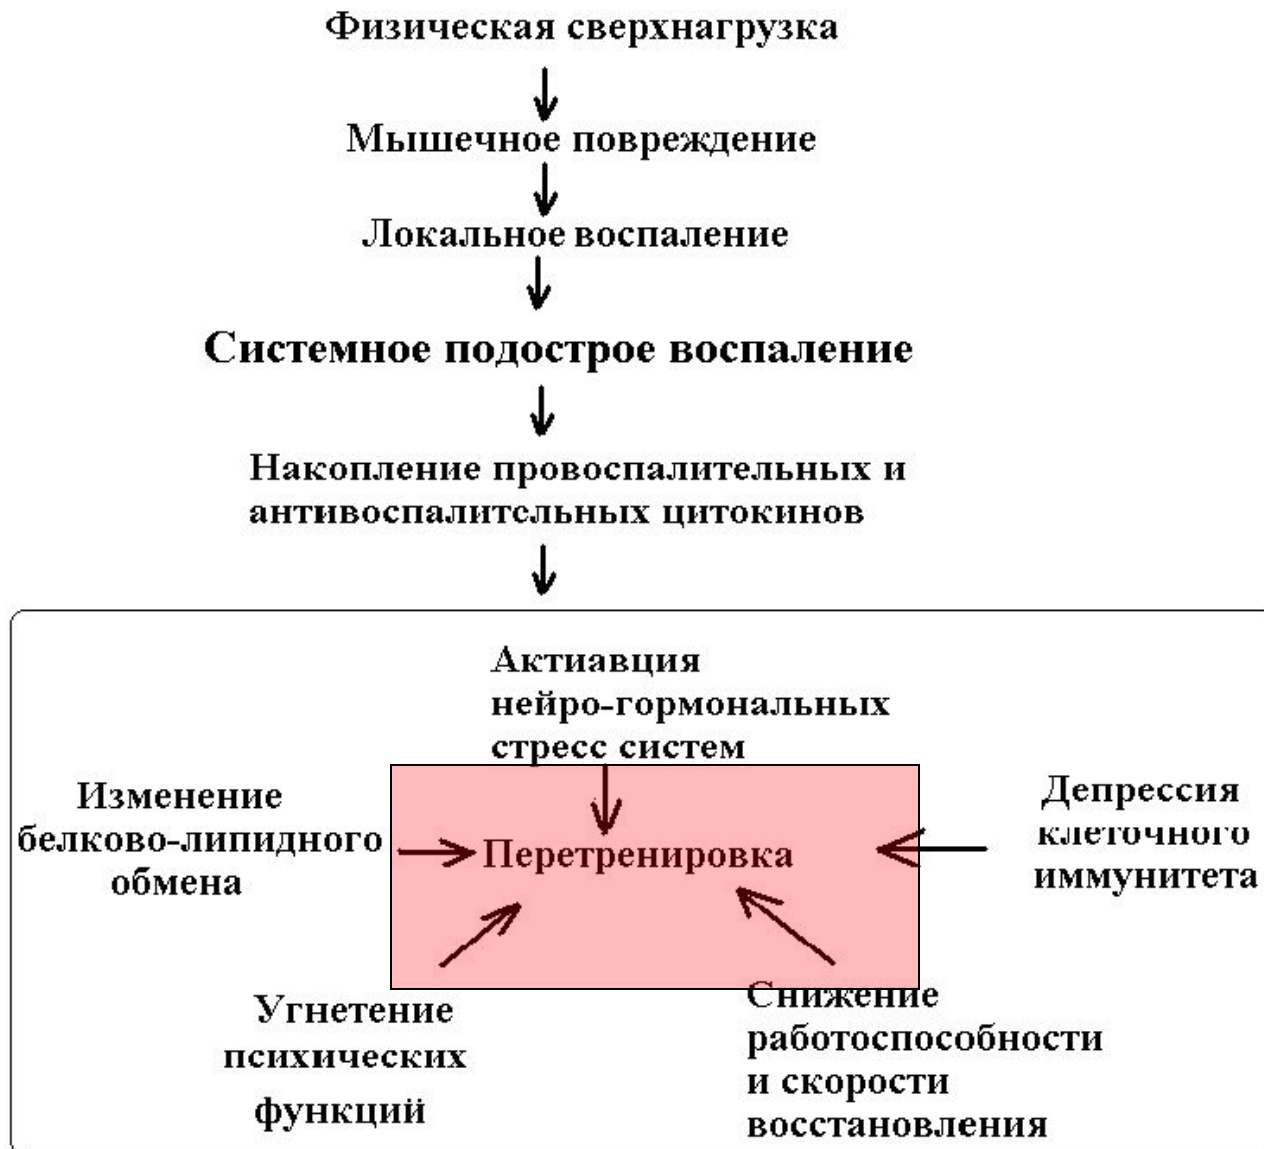 Физическая сверхнагрузка
Мышечное повреждение
Локальное воспаление
Системное подострое воспаление
Накопление провоспалительных и
антивоспалительных цитокинов
Актиавция
нейро-гормональных
стресс систем
Изменение
белково-липидного
обмена
Перетренировка
Депрессия
клеточного
иммунитета
Угнетение
психических
функций
Снижение
работоспособности
и скорости
восстановления